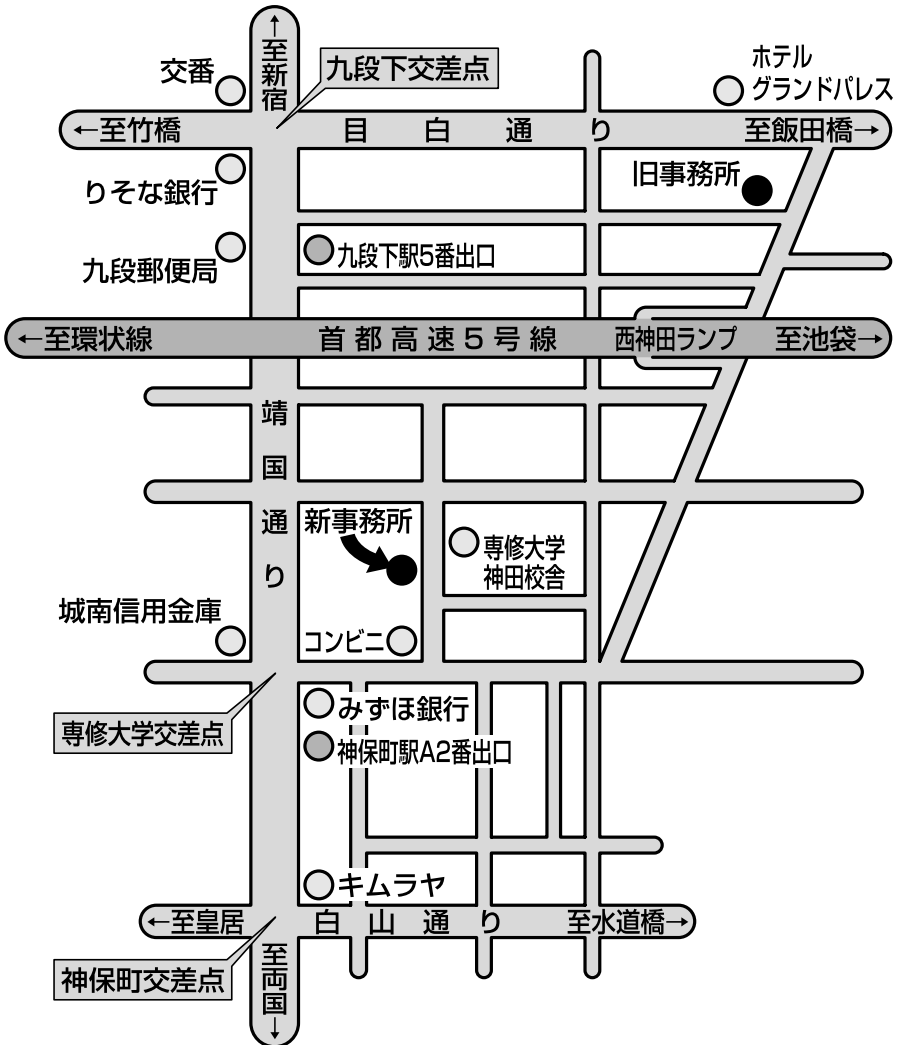 ↑至新宿
九段下交差点
交番
ホテル
グランドパレス
←至竹橋
目白通り
至飯田橋→
りそな銀行
旧事務所
九段郵便局
九段下駅5番出口
←至環状線
首都高速5号線
西神田ランプ
至池袋→
靖国通り
新事務所
専修大学
神田校舎
城南信用金庫
コンビニ
専修大学交差点
みずほ銀行
神保町駅A2番出口
キムラヤ
←至皇居
白山通り
至水道橋→
神保町交差点
至両国↓